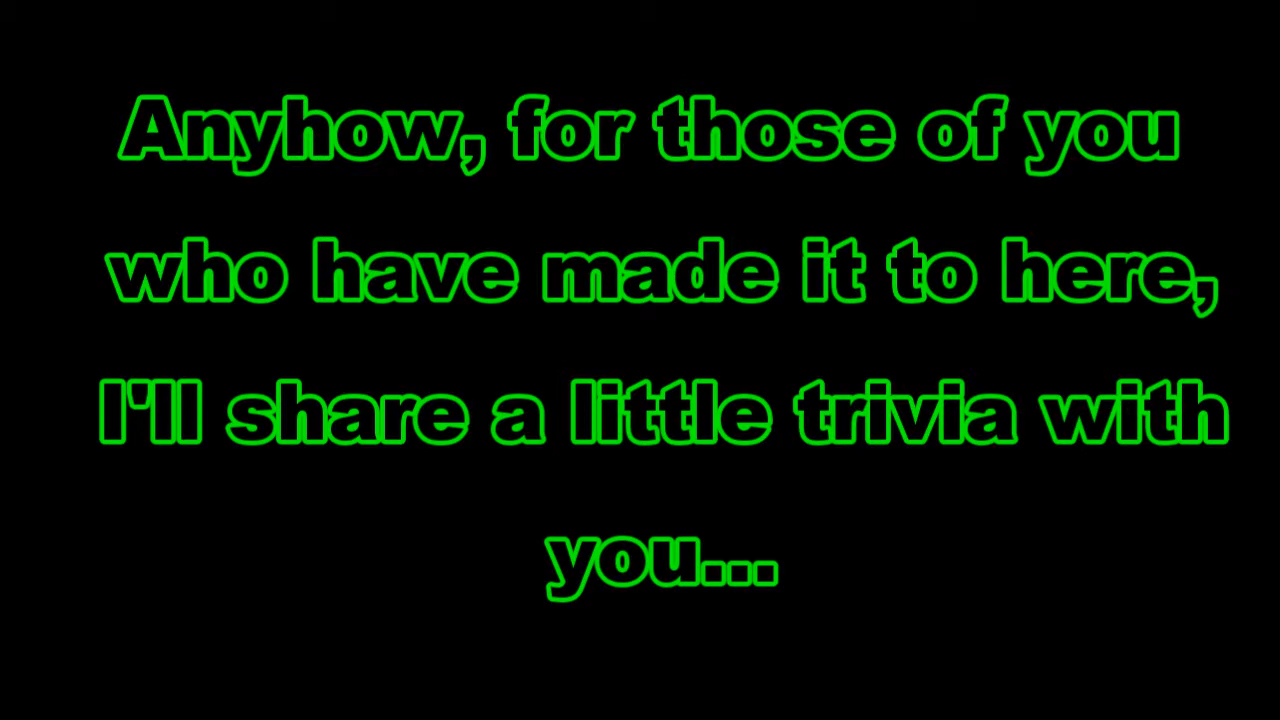 Anyhow, for those of you
who have made it to here,
I'll share a little trivia with
you...